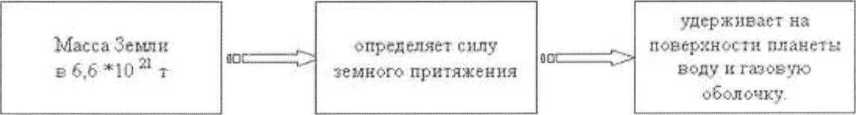 Масса Земли
в 6,6 *10 21 т
определяет силу
земного притяжения
удерживает на
поверхности планеты
воду и газовую
оболочку.